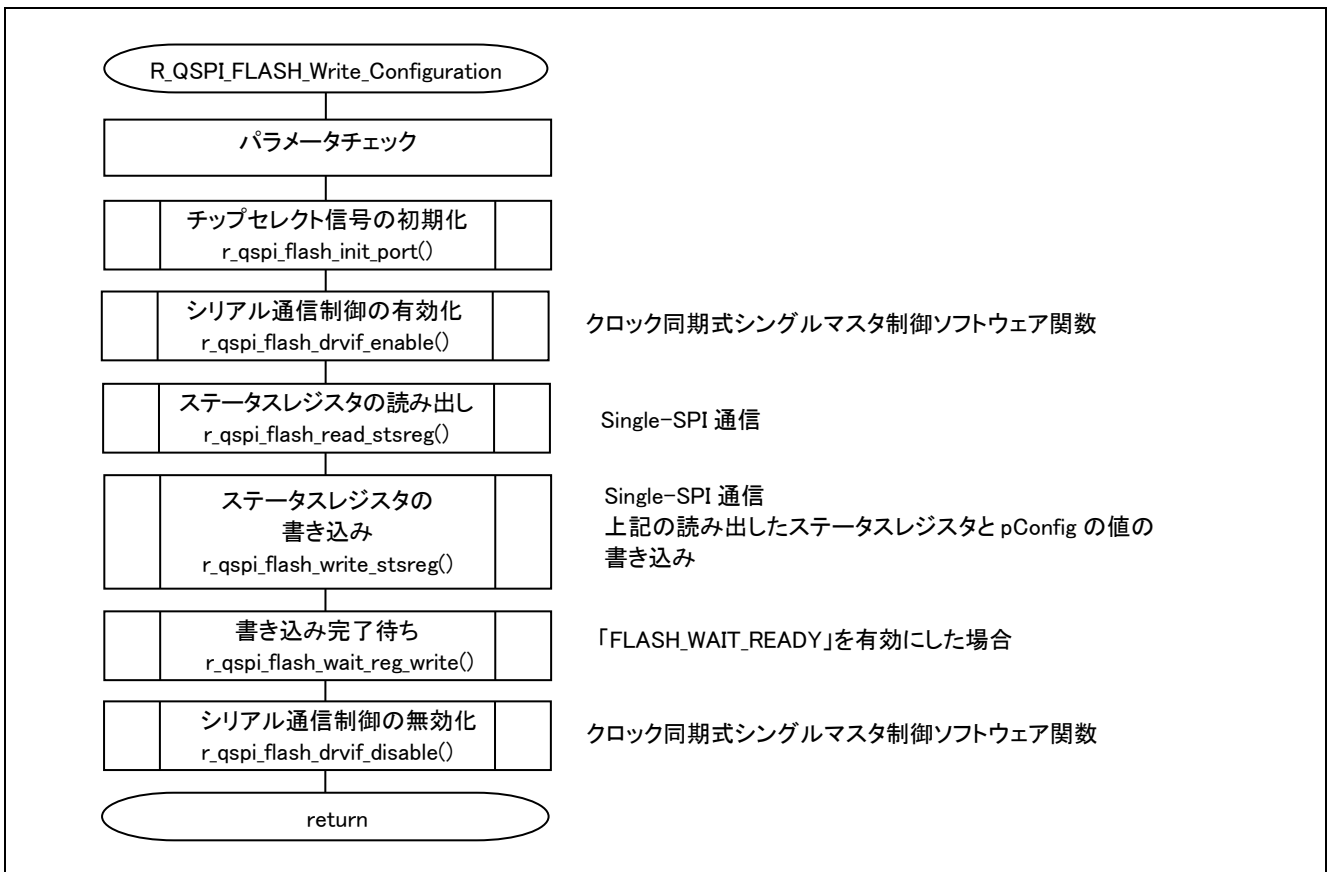 R_QSPI_FLASH_Write_Configuration
パラメータチェック
チップセレクト信号の初期化
r_qspi_flash_init_port()
シリアル通信制御の有効化
r_qspi_flash_drvif_enable()
クロック同期式シングルマスタ制御ソフトウェア関数
ステータスレジスタの読み出し
r_qspi_flash_read_stsreg()
Single-SPI 通信
ステータスレジスタの
書き込み
r_qspi_flash_write_stsreg()
Single-SPI 通信
上記の読み出したステータスレジスタと pConfig の値の
書き込み
書き込み完了待ち
r_qspi_flash_wait_reg_write()
「FLASH_WAIT_READY」を有効にした場合
シリアル通信制御の無効化
r_qspi_flash_drvif_disable()
クロック同期式シングルマスタ制御ソフトウェア関数
return